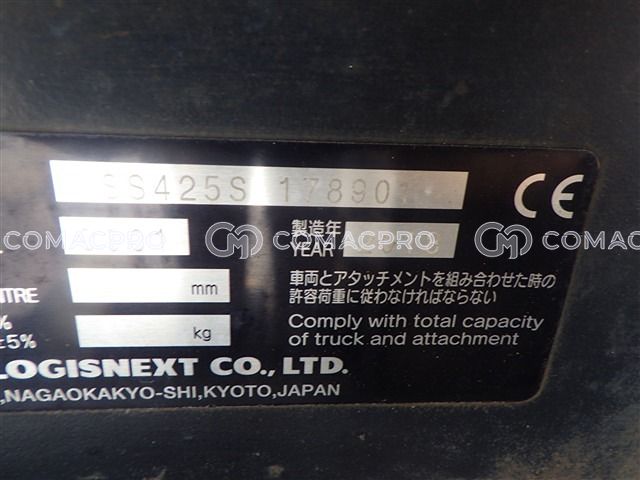 SS425S 17890
製造年
YEAR
COMACPRO COMACPRO COMACPRO
NTRE mm
車両とアタッチメントを組み合わせた時の
許容荷重に従わなければならない
%
±5% kg
Comply with total capacity
of truck and attachment
LOGISNEXT CO., LTD.
,NAGAOKAKYO-SHI,KYOTO,JAPAN
CE